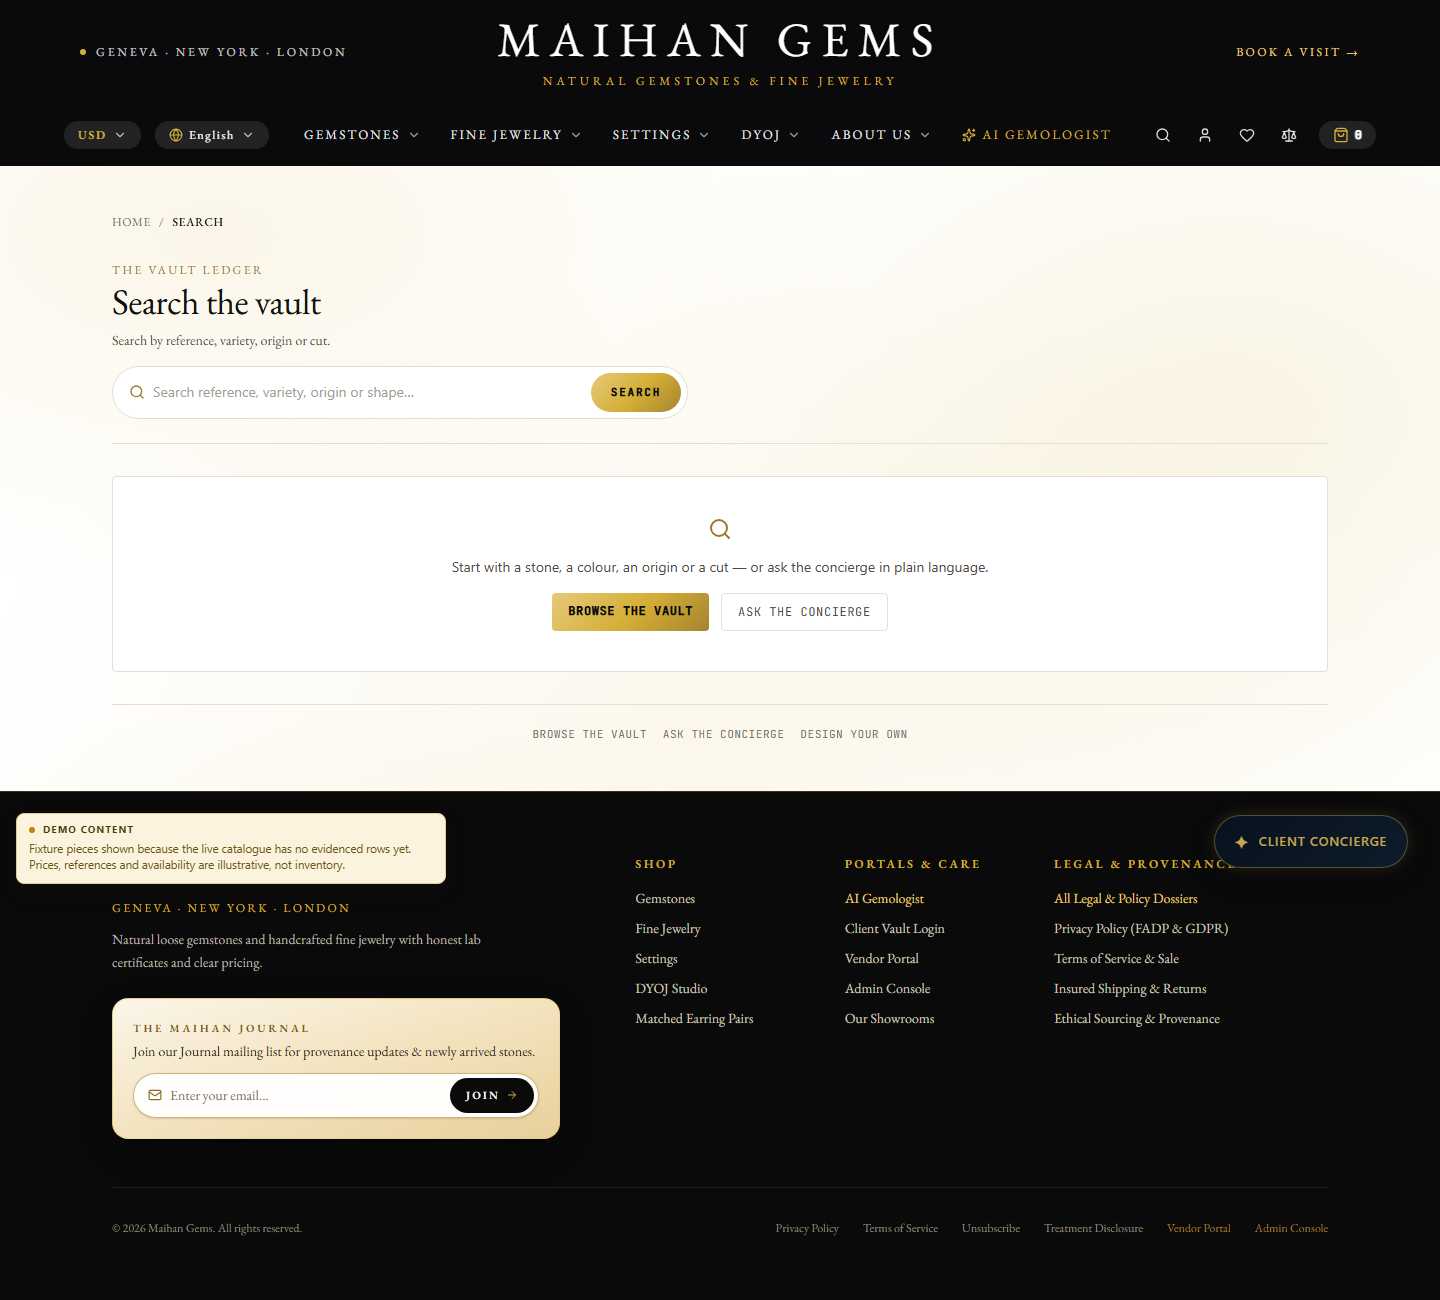 GENEVA · NEW YORK · LONDON
MAIHAN GEMS
NATURAL GEMSTONES & FINE JEWELRY
BOOK A VISIT →
USD
English
GEMSTONES
FINE JEWELRY
SETTINGS
DYOJ
ABOUT US
AI GEMOLOGIST
0
HOME / SEARCH
THE VAULT LEDGER
Search the vault
Search by reference, variety, origin or cut.
Search reference, variety, origin or shape...
SEARCH
Start with a stone, a colour, an origin or a cut — or ask the concierge in plain language.
BROWSE THE VAULT
ASK THE CONCIERGE
BROWSE THE VAULT
ASK THE CONCIERGE
DESIGN YOUR OWN
DEMO CONTENT
Fixture pieces shown because the live catalogue has no evidenced rows yet.
Prices, references and availability are illustrative, not inventory.
CLIENT CONCIERGE
GENEVA · NEW YORK · LONDON
Natural loose gemstones and handcrafted fine jewelry with honest lab
certificates and clear pricing.
THE MAIHAN JOURNAL
Join our Journal mailing list for provenance updates & newly arrived stones.
Enter your email...
JOIN →
SHOP
Gemstones
Fine Jewelry
Settings
DYOJ Studio
Matched Earring Pairs
PORTALS & CARE
AI Gemologist
Client Vault Login
Vendor Portal
Admin Console
Our Showrooms
LEGAL & PROVENANCE
All Legal & Policy Dossiers
Privacy Policy (FADP & GDPR)
Terms of Service & Sale
Insured Shipping & Returns
Ethical Sourcing & Provenance
© 2026 Maihan Gems. All rights reserved.
Privacy Policy
Terms of Service
Unsubscribe
Treatment Disclosure
Vendor Portal
Admin Console